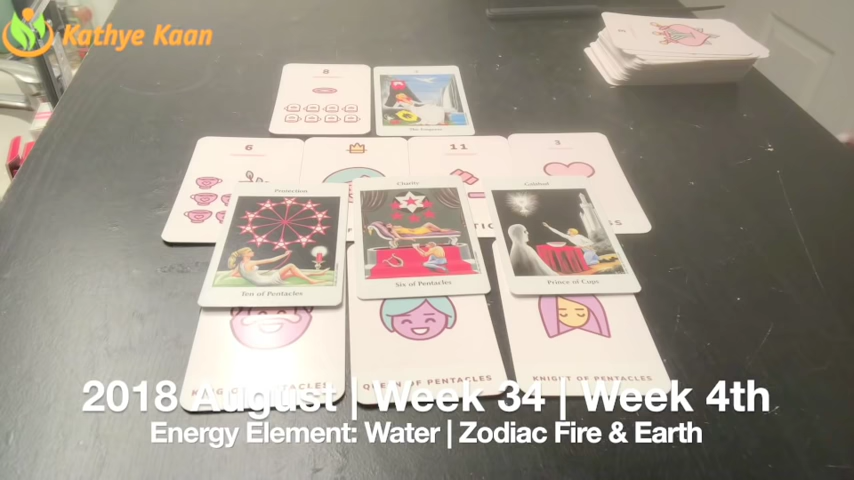 Kathye Kaan
8
The Emperor
6
11
3
Protection
Charity
Ten of Pentacles
Six of Pentacles
Prince of Cups
QUEEN OF PENTACLES
KNIGHT OF PENTACLES
2018 August | Week 34 | Week 4th
Energy Element: Water | Zodiac Fire & Earth